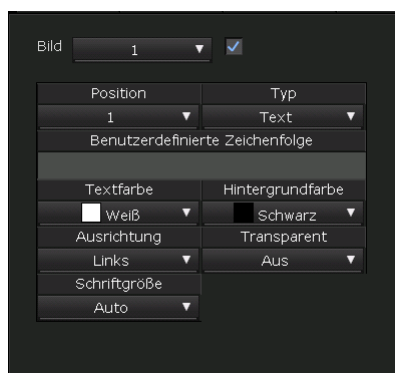 Bild 1
Position Typ
1 Text
Benutzerdefinierte Zeichenfolge
Textfarbe Hintergrundfarbe
Weiß Schwarz
Ausrichtung Transparent
Links Aus
Schriftgröße
Auto